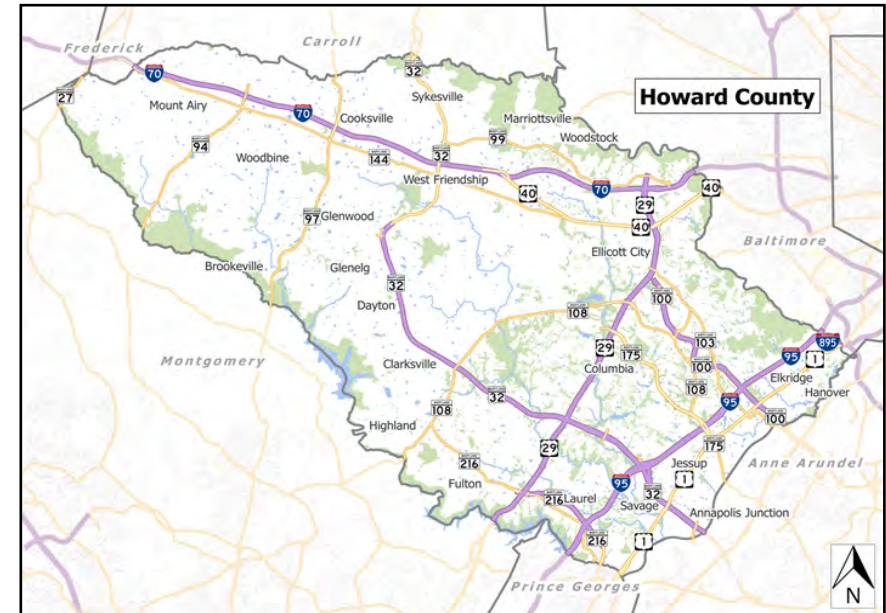 Carroll
Frederick
70
32
27
Mount Airy
Sykesville
Howard County
70
Cooksville
Marriottsville
Woodstock
94
99
Woodbine
144
32
West Friendship
40
70
40
29
97
Glenwood
40
Ellicott City
Baltimore
Brookeville
Glenelg
32
Dayton
100
108
103
895
Montgomery
29
175
95
1
Clarksville
Columbia
100
Elkridge
32
108
95
Hanover
108
100
Highland
29
175
216
Jessup
Anne Arundel
Fulton
95
1
216
Laurel
32
Savage
Annapolis Junction
216
1
Prince Georges
N